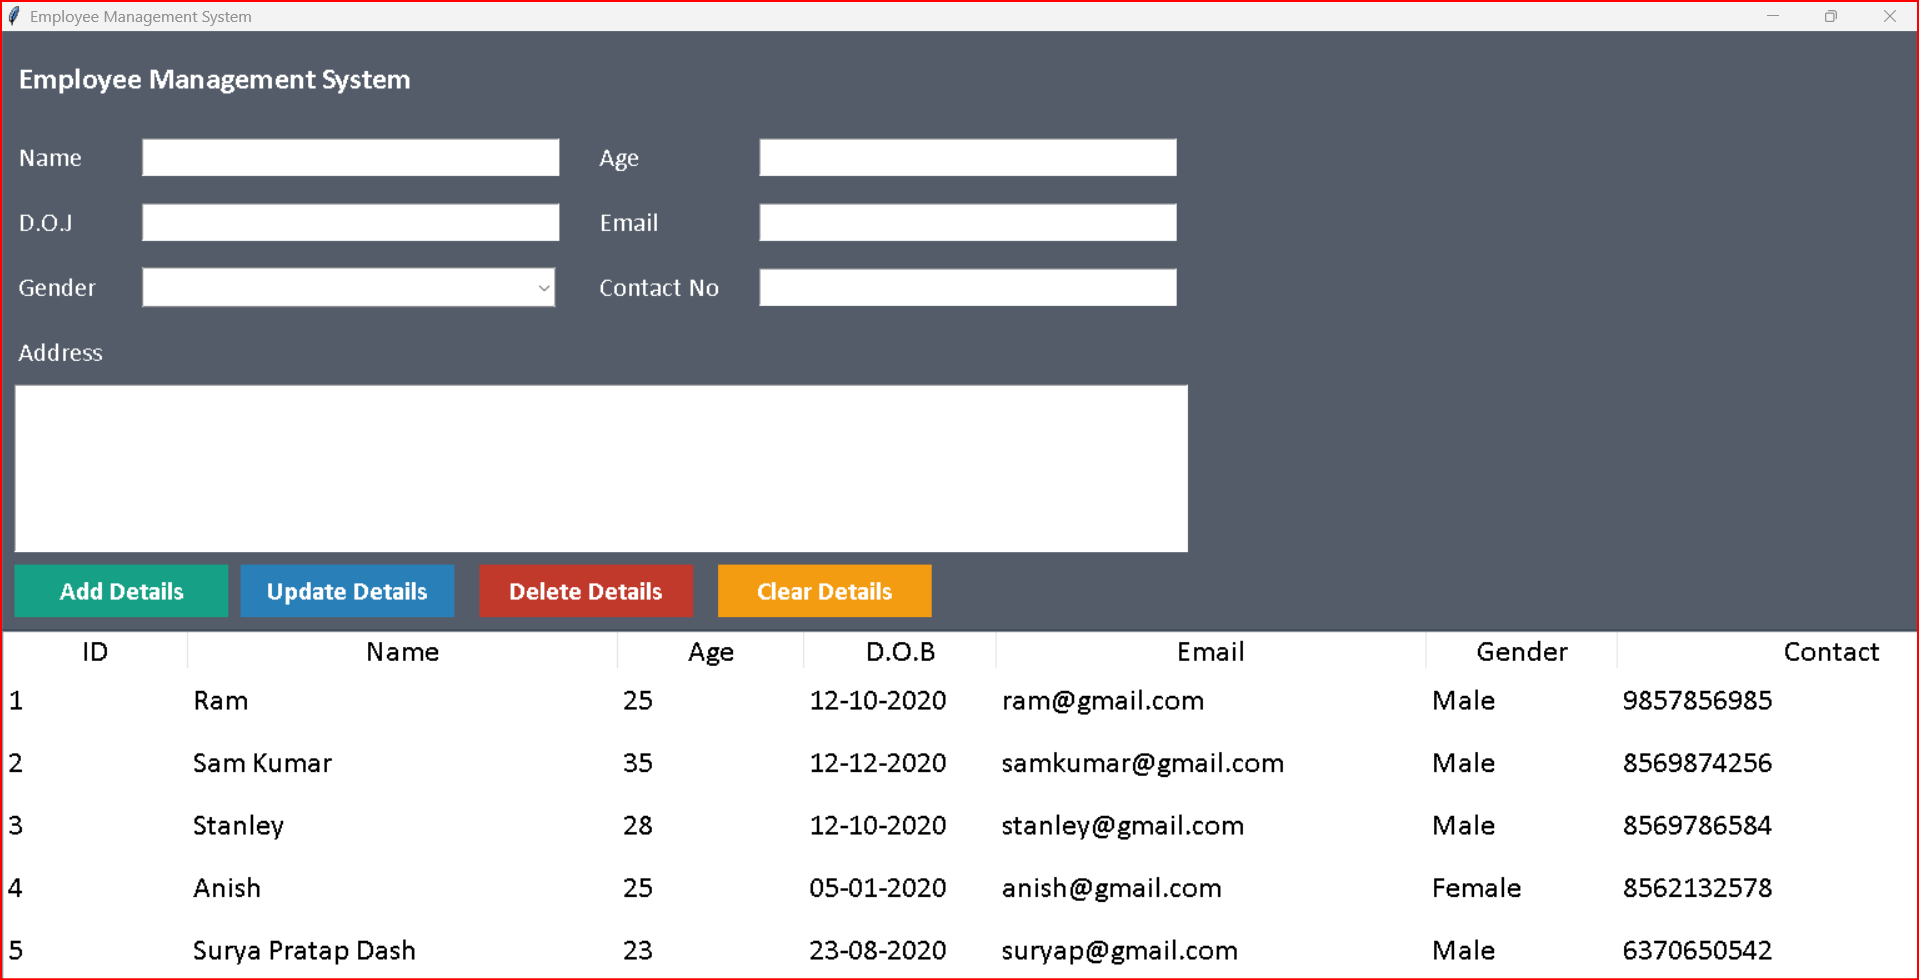 Employee Management System
Employee Management System
Name Age
D.O.J Email
Gender Contact No
Address
Add Details Update Details Delete Details Clear Details
ID Name Age D.O.B Email Gender Contact
1 Ram 25 12-10-2020 ram@gmail.com Male 9857856985
2 Sam Kumar 35 12-12-2020 samkumar@gmail.com Male 8569874256
3 Stanley 28 12-10-2020 stanley@gmail.com Male 8569786584
4 Anish 25 05-01-2020 anish@gmail.com Female 8562132578
5 Surya Pratap Dash 23 23-08-2020 suryap@gmail.com Male 6370650542